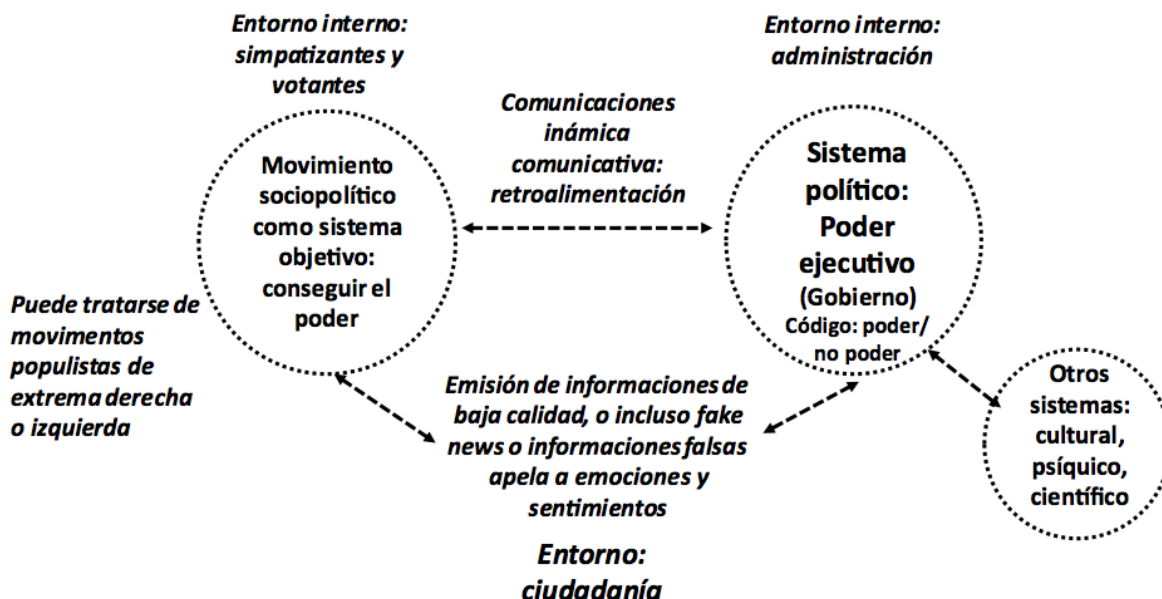 Entorno interno:
simpatizantes y
votantes
Entorno interno:
administración
Comunicaciones
inámica
comunicativa:
retroalimentación
Movimiento
sociopolítico
como sistema
objetivo:
conseguir el
poder
Sistema
político:
Poder
ejecutivo
(Gobierno)
Código: poder/
no poder
Puede tratarse de
movimentos
populistas de
extrema derecha
o izquierda
Emisión de informaciones de
baja calidad, o incluso fake
news o informaciones falsas
apela a emociones y
sentimientos
Otros
sistemas:
cultural,
psíquico,
científico
Entorno:
ciudadanía